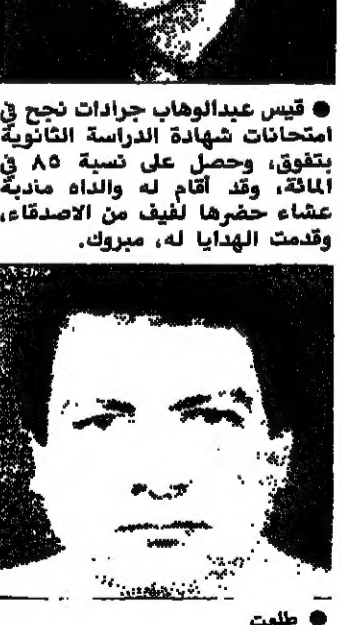 ● قيس عبدالوهاب جرادات نجح في
امتحانات شهادة الدراسة الثانوية
بتفوق، وحصل على نسبة ٨٥ في
المائة، وقد أقام له والداه مأدبة
عشاء حضرها لفيف من الاصدقاء،
وقدمت الهدايا له، مبروك.
● طلعت